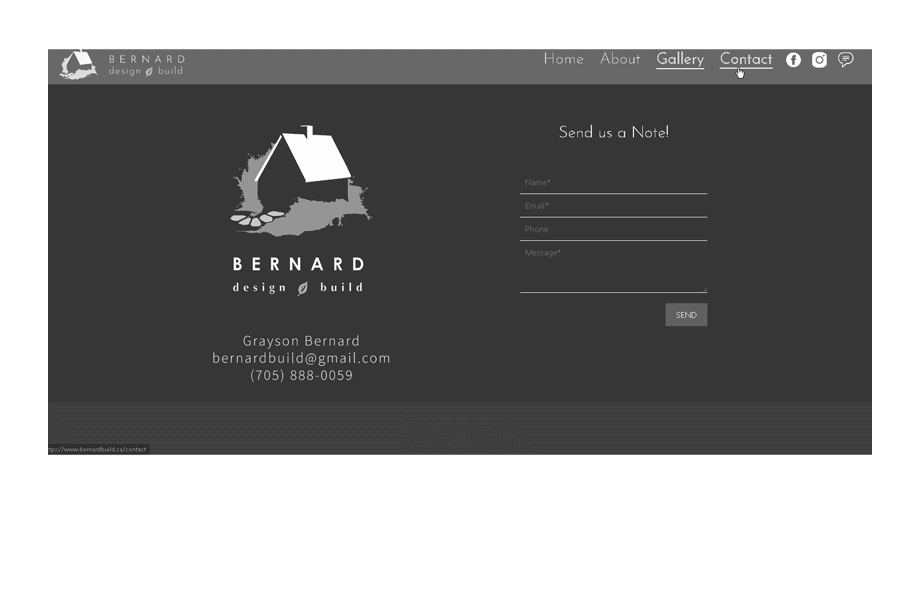 BERNARD
design build
Home About Gallery Contact
Send us a Note!
Name*
Email*
Phone
Message*
SEND
BERNARD
design build
Grayson Bernard
bernardbuild@gmail.com
(705) 888-0059
tps://www.bernardbuild.ca/contact